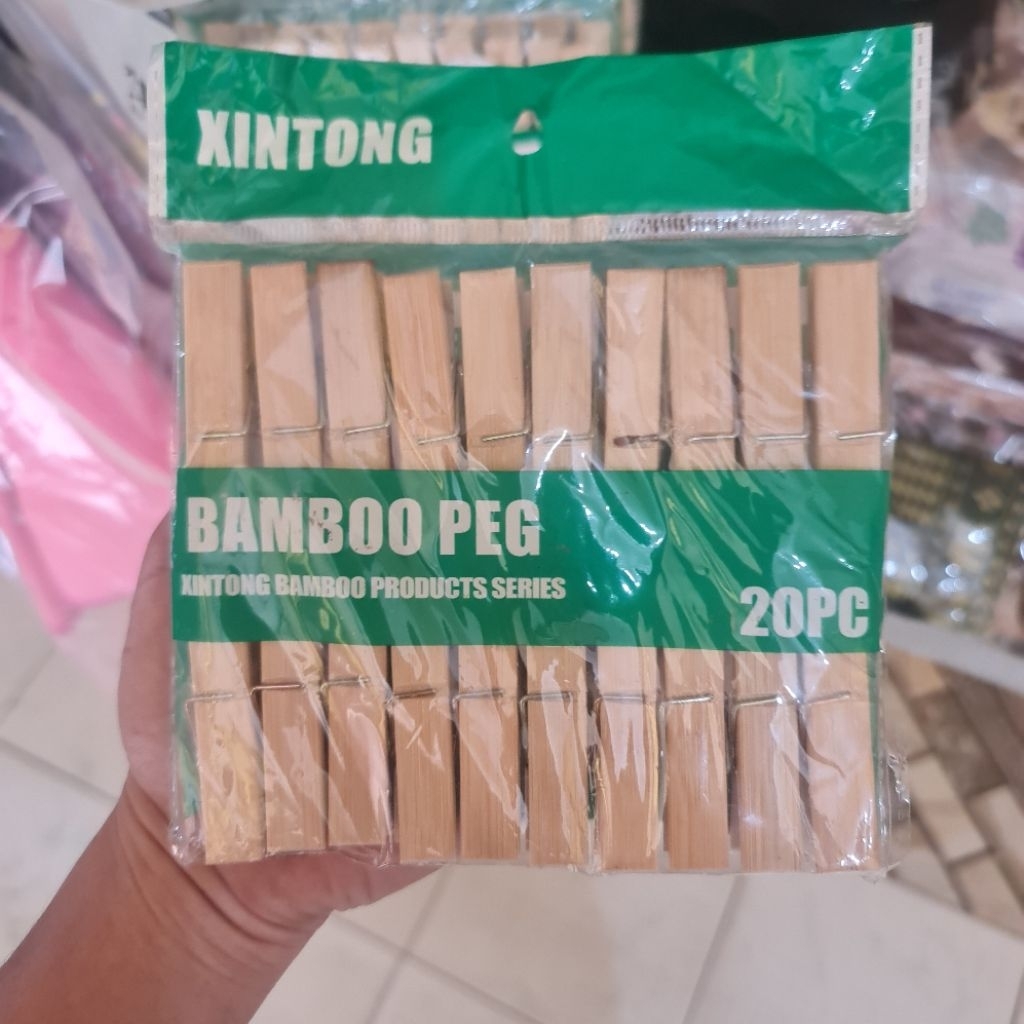 XINTONG
BAMBOO PEG
XINTONG BAMBOO PRODUCTS SERIES
20PC